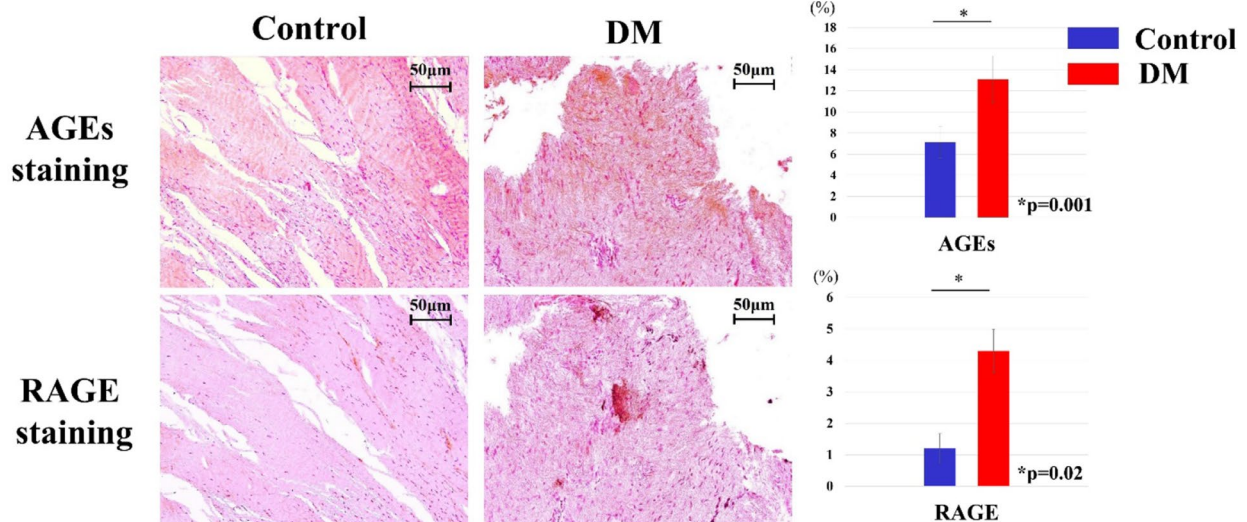 Control
DM
AGEs
staining
50μm
50μm
RAGE
staining
50μm
50μm
(%)
*
18
16
14
12
10
8
6
4
2
0
*p=0.001
AGEs
Control
DM
(%)
*
6
5
4
3
2
1
0
*p=0.02
RAGE